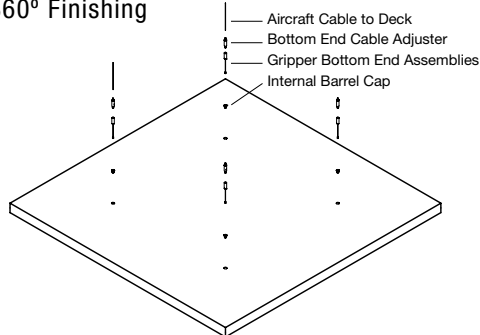 60º Finishing
Aircraft Cable to Deck
Bottom End Cable Adjuster
Gripper Bottom End Assemblies
Internal Barrel Cap